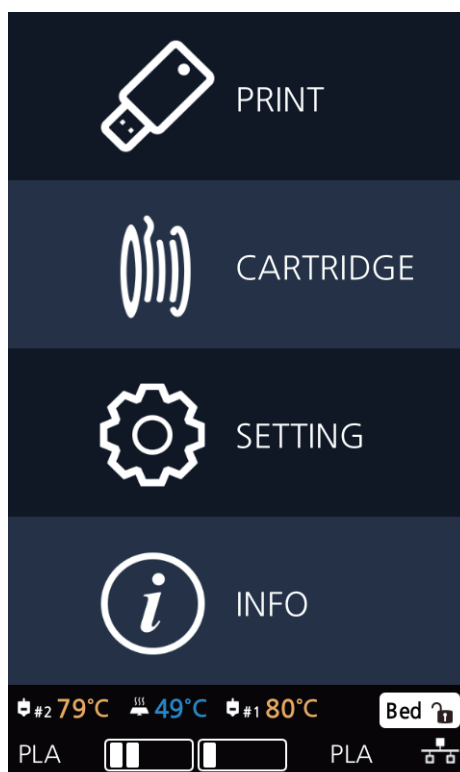 PRINT
CARTRIDGE
SETTING
INFO
#2 79°C 49°C #1 80°C Bed
PLA PLA